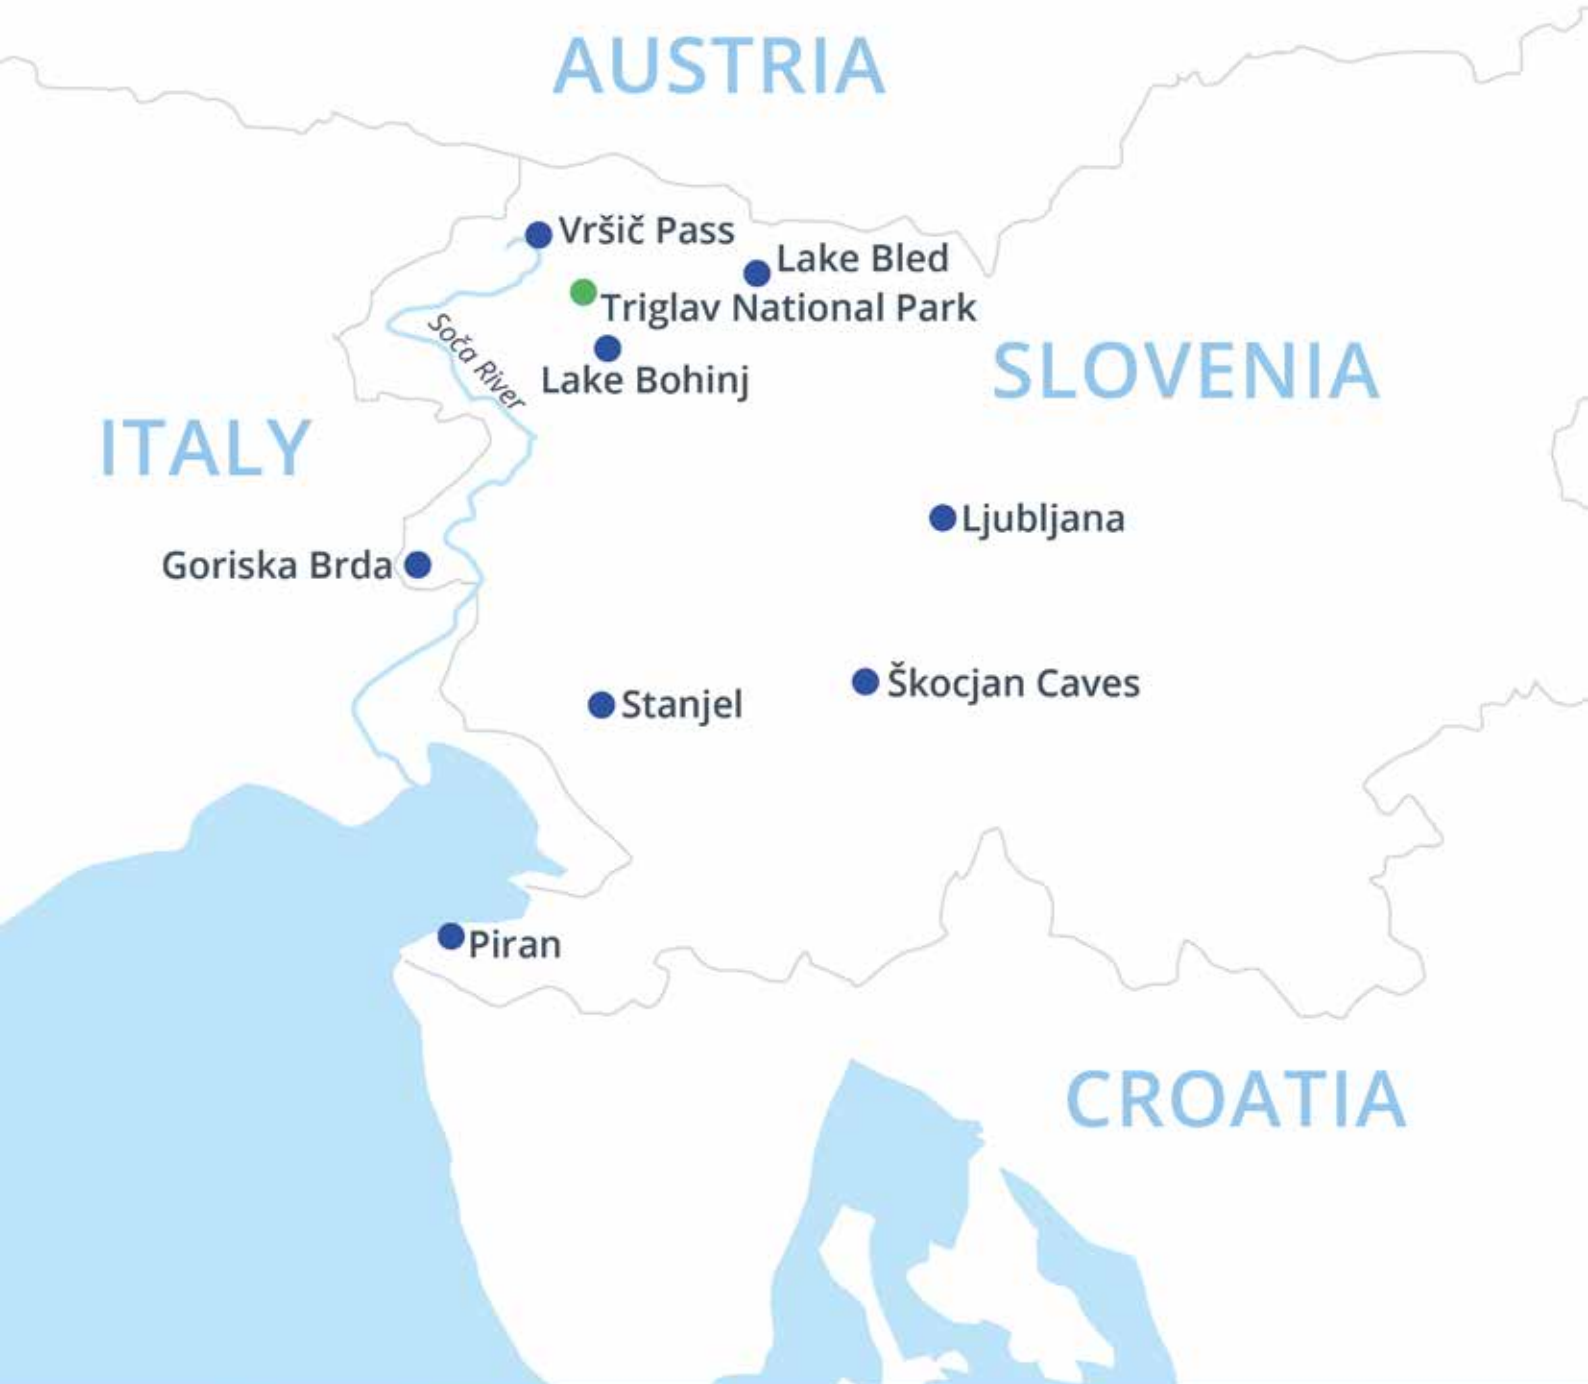 AUSTRIA
Vršič Pass
Lake Bled
Triglav National Park
Soča River
Lake Bohinj
SLOVENIA
ITALY
Ljubljana
Goriska Brda
Škocjan Caves
Stanjel
Piran
CROATIA